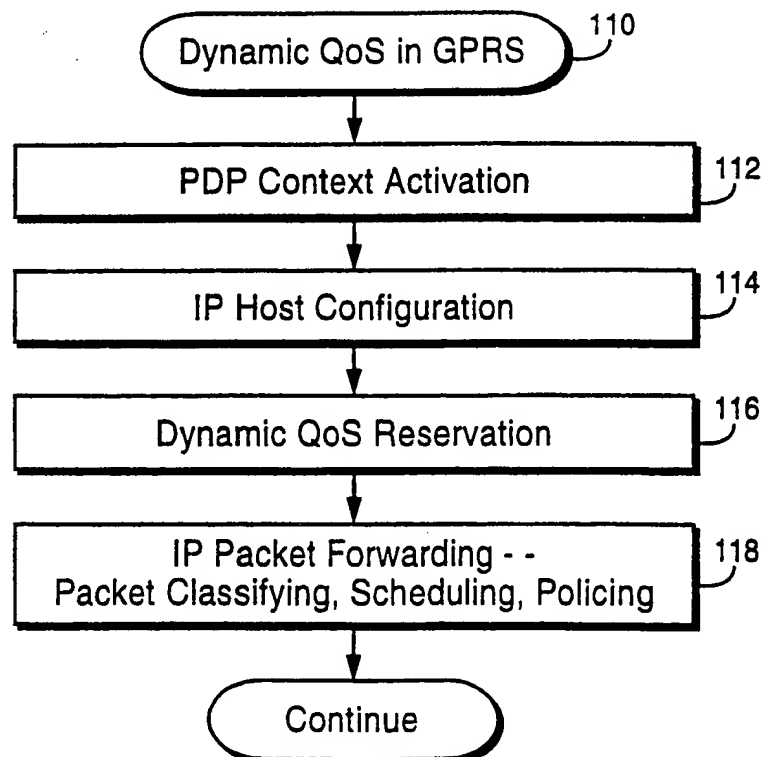 Dynamic QoS in GPRS
110
PDP Context Activation
112
IP Host Configuration
114
Dynamic QoS Reservation
116
IP Packet Forwarding - -
Packet Classifying, Scheduling, Policing
118
Continue